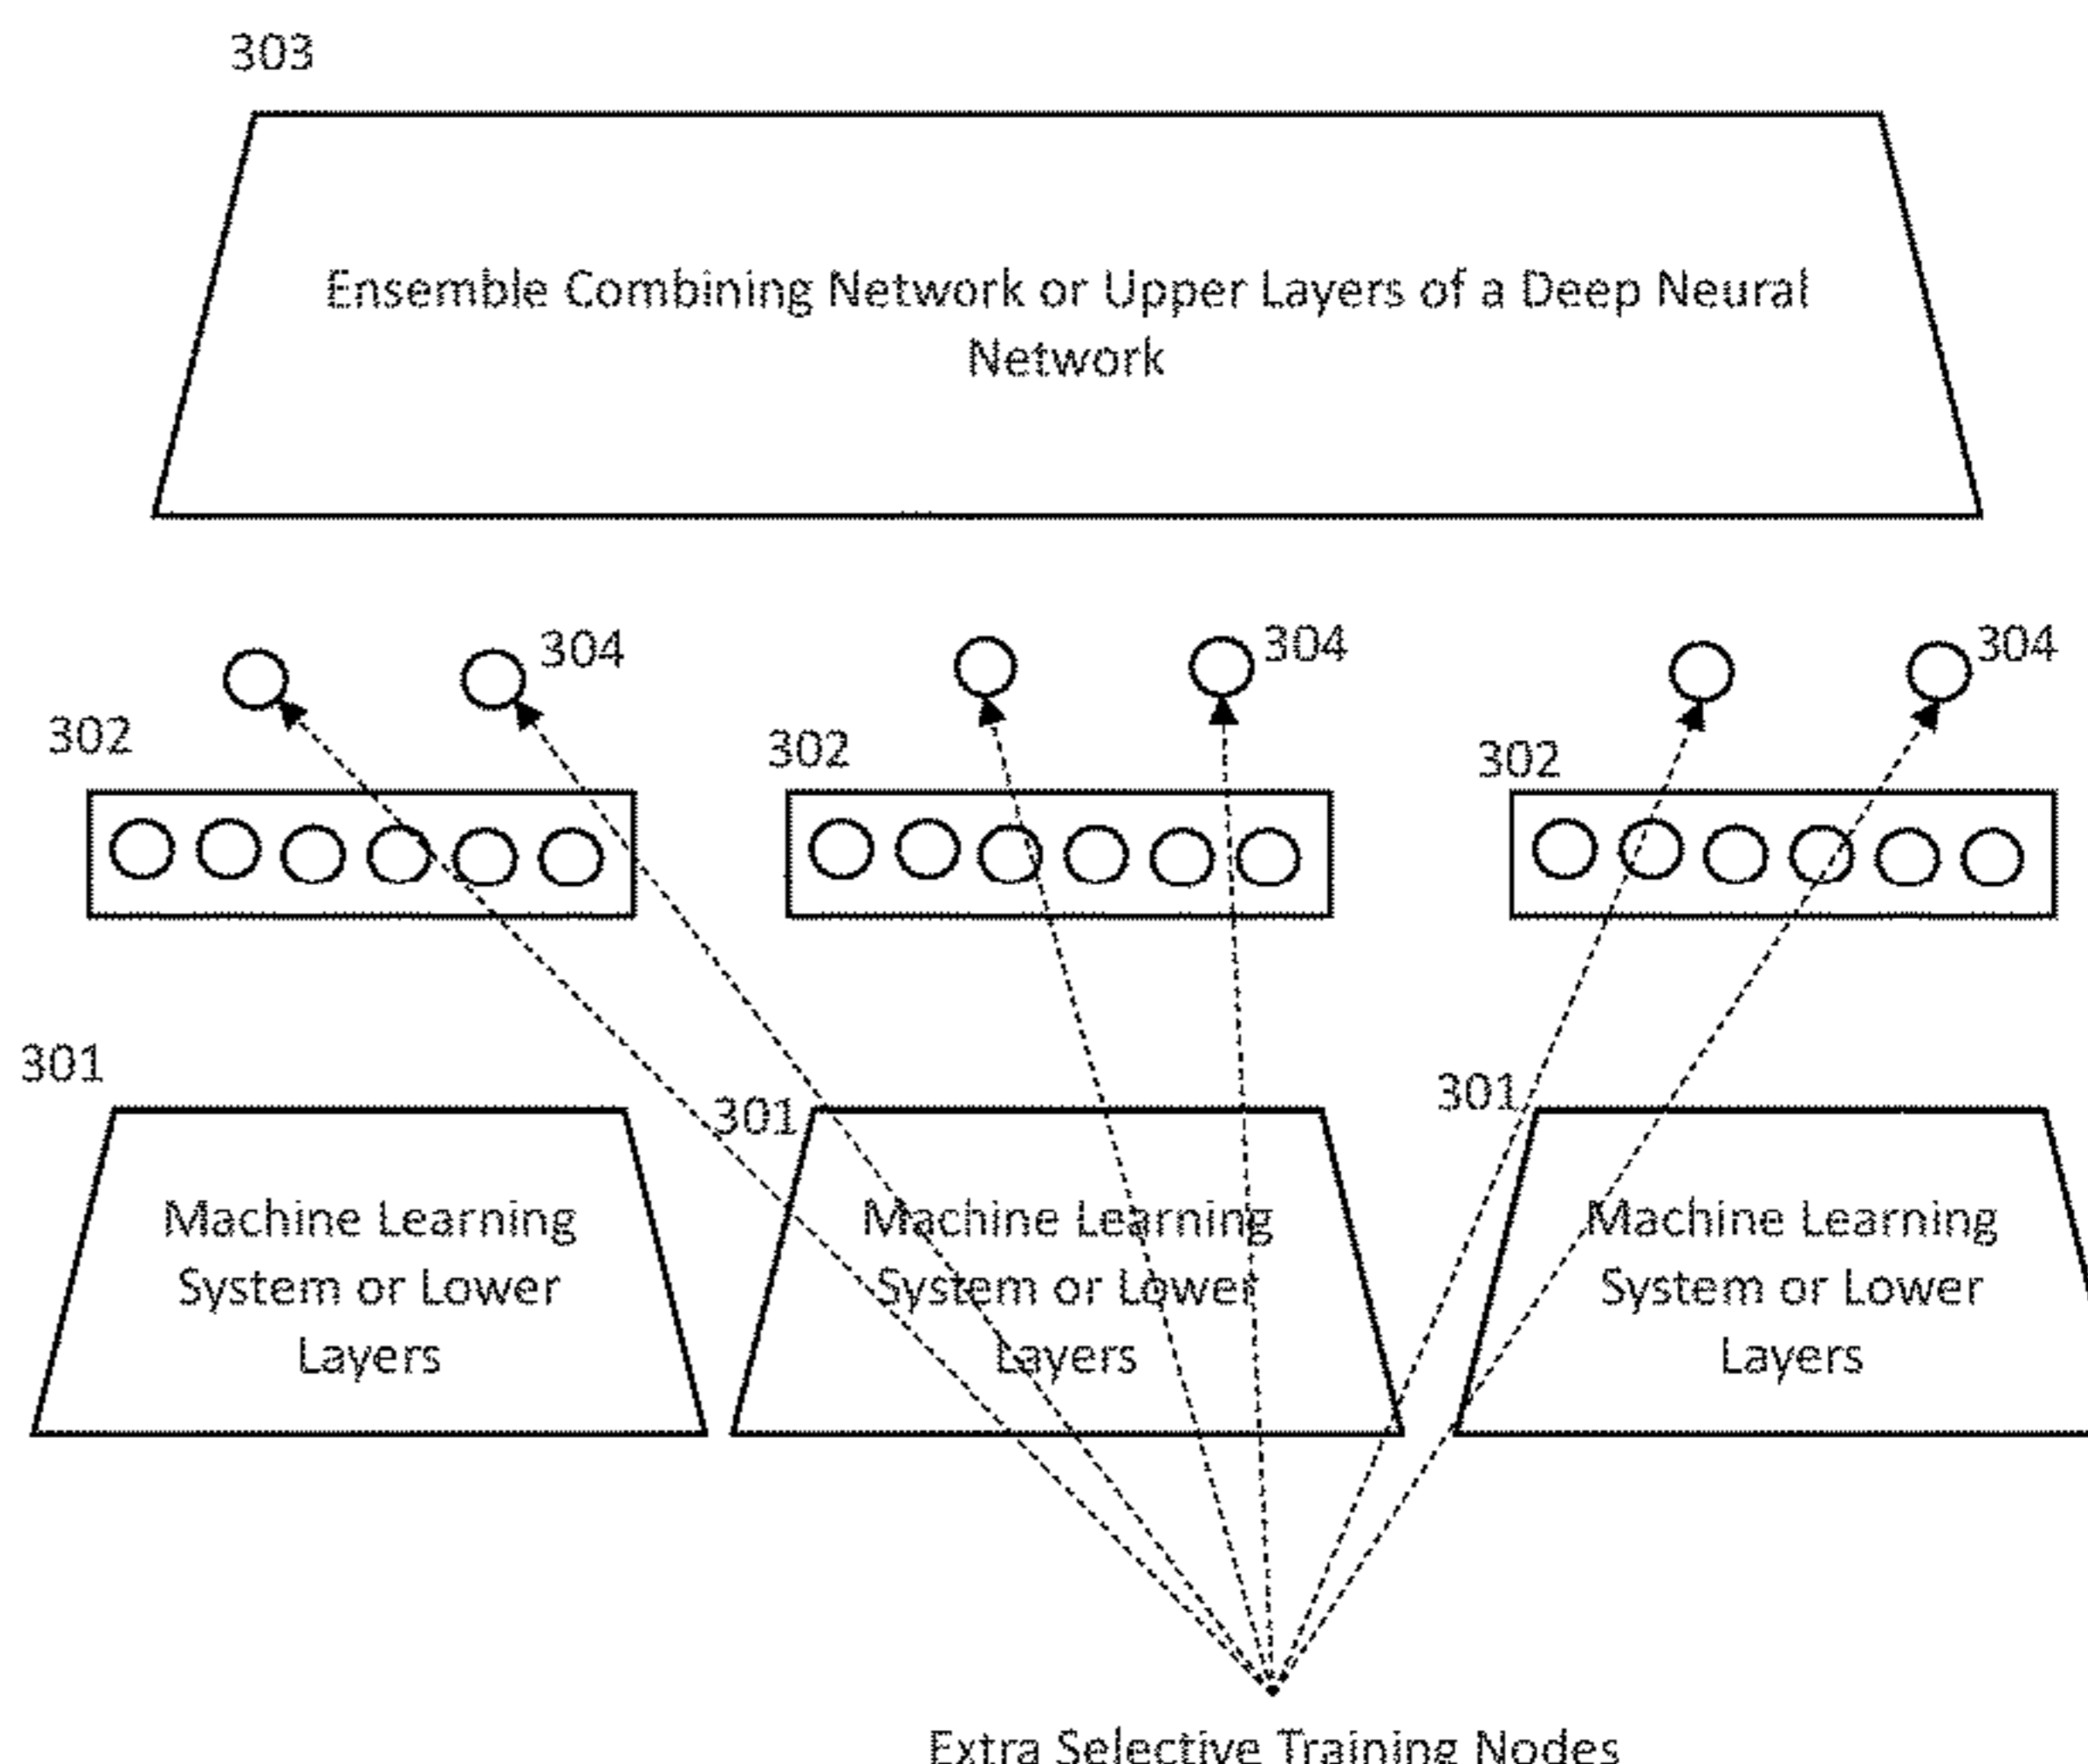 303
Ensemble Combining Network or Upper Layers of a Deep Neural
Network
304
304
304
302
302
302
301
301
301
Machine Learning
System or Lower
Layers
Machine Learning
System or Lower
Layers
Machine Learning
System or Lower
Layers
Extra Selective Training Nodes